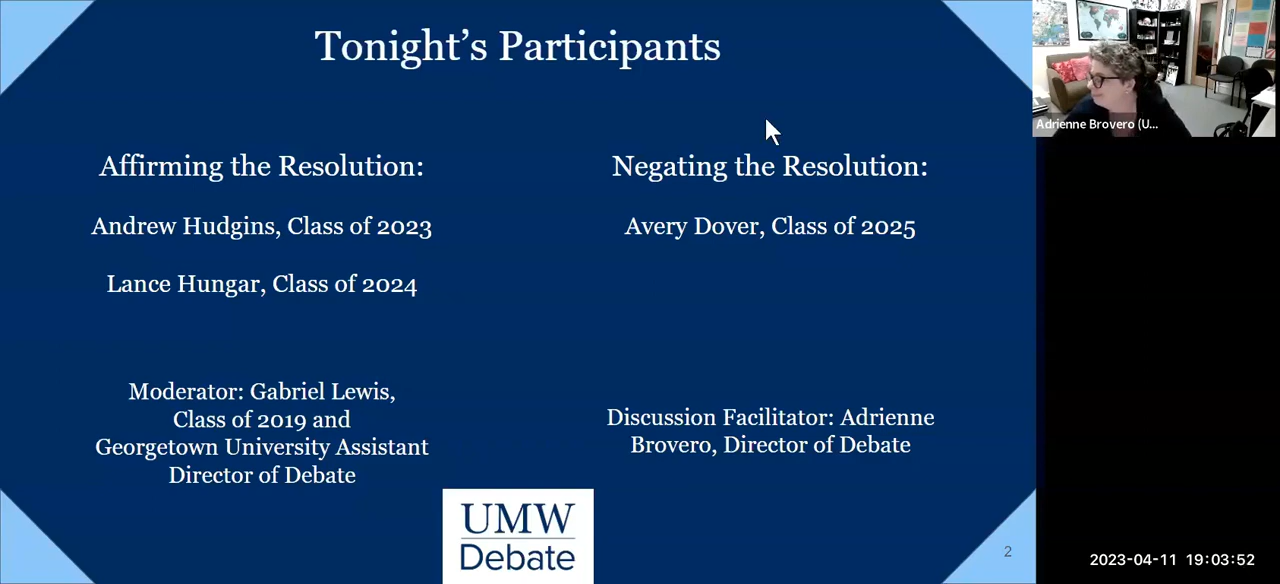 Tonight's Participants
Affirming the Resolution:
Andrew Hudgins, Class of 2023
Lance Hungar, Class of 2024
Negating the Resolution:
Avery Dover, Class of 2025
Moderator: Gabriel Lewis,
Class of 2019 and
Georgetown University Assistant
Director of Debate
Discussion Facilitator: Adrienne
Brovero, Director of Debate
UMW
Debate
2
Adrienne Brovero (U...
2023-04-11 19:03:52